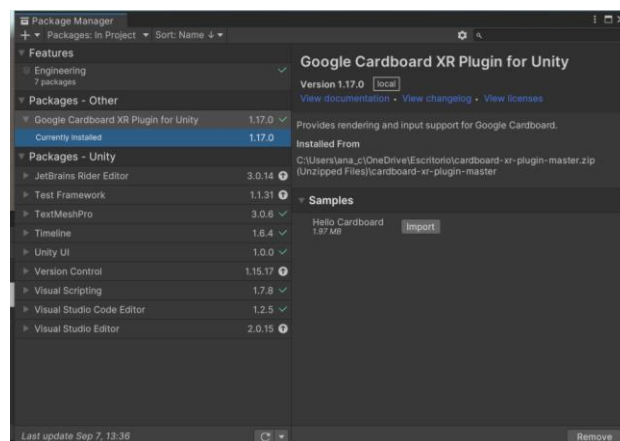 Package Manager
+ Packages: In Project Sort: Name ↓
Features
Engineering
7 packages
Packages - Other
Google Cardboard XR Plugin for Unity 1.17.0
Currently Installed 1.17.0
Packages - Unity
JetBrains Rider Editor 3.0.14
Test Framework 1.1.31
TextMeshPro 3.0.6
Timeline 1.6.4
Unity UI 1.0.0
Version Control 1.15.17
Visual Scripting 1.7.8
Visual Studio Code Editor 1.2.5
Visual Studio Editor 2.0.15
Last update Sep 7, 13:36
Google Cardboard XR Plugin for Unity
Version 1.17.0 local
View documentation • View changelog • View licenses
Provides rendering and input support for Google Cardboard.
Installed From
C:\Users\ana_c\OneDrive\Escritorio\cardboard-xr-plugin-master.zip
(Unzipped Files)\cardboard-xr-plugin-master
Samples
Hello Cardboard Import
1.97 MB
Remove